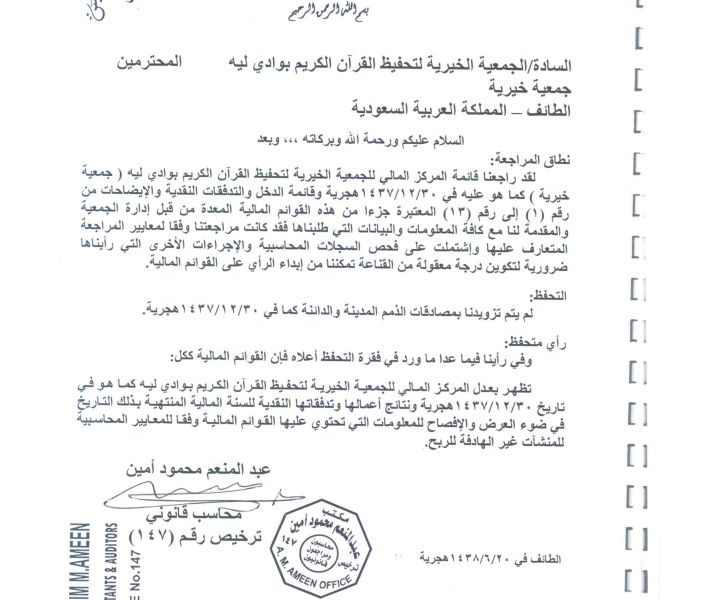 بسم الله الرحمن الرحيم
السادة/الجمعية الخيرية لتحفيظ القرآن الكريم بوادي ليه المحترمين
جمعية خيرية
الطائف – المملكة العربية السعودية
السلام عليكم ورحمة الله وبركاته ،،، وبعد
نطاق المراجعة:
لقد راجعنا قائمة المركز المالي للجمعية الخيرية لتحفيظ القرآن الكريم بوادي ليه ( جمعية
خيرية ) كما هو عليه في ١٤٣٧/١٢/٣٠هجرية وقائمة الدخل والتدفقات النقدية والإيضاحات من
رقم (١) إلى رقم (١٣) المعتبرة جزءا من هذه القوائم المالية المعدة من قبل إدارة الجمعية
والمقدمة لنا مع كافة المعلومات والبيانات التي طلبناها فقد كانت مراجعتنا وفقا لمعايير المراجعة
المتعارف عليها وإشتملت على فحص السجلات المحاسبية والإجراءات الأخرى التي رأيناها
ضرورية لتكوين درجة معقولة من القناعة تمكننا من إبداء الرأي على القوائم المالية.
التحفظ:
لم يتم تزويدنا بمصادقات الذمم المدينة والدائنة كما في ١٤٣٧/١٢/٣٠هجرية.
رأي متحفظ:
وفي رأينا فيما عدا ما ورد في فقرة التحفظ أعلاه فإن القوائم المالية ككل:
تظهر بعدل المركز المالي للجمعية الخيرية لتحفيظ القرآن الكريم بوادي ليه كما هو في
تاريخ ١٤٣٧/١٢/٣٠هجرية ونتائج أعمالها وتدفقاتها النقدية للسنة المالية المنتهية بذلك التاريخ
في ضوء العرض والإفصاح للمعلومات التي تحتوي عليها القوائم المالية وفقا للمعايير المحاسبية
للمنشآت غير الهادفة للربح.
عبد المنعم محمود أمين
محاسب قانوني
ترخيص رقم (١٤٧)
مكتب
عبد المنعم محمود أمين
محاسبون
ومراجعون
قانونيون
ترخيص ١٤٧
A. M. AMEEN OFFICE
الطائف في ١٤٣٨/٦/٢٠هجرية
IM M.AMEEN
TANTS & AUDITORS
E No.147